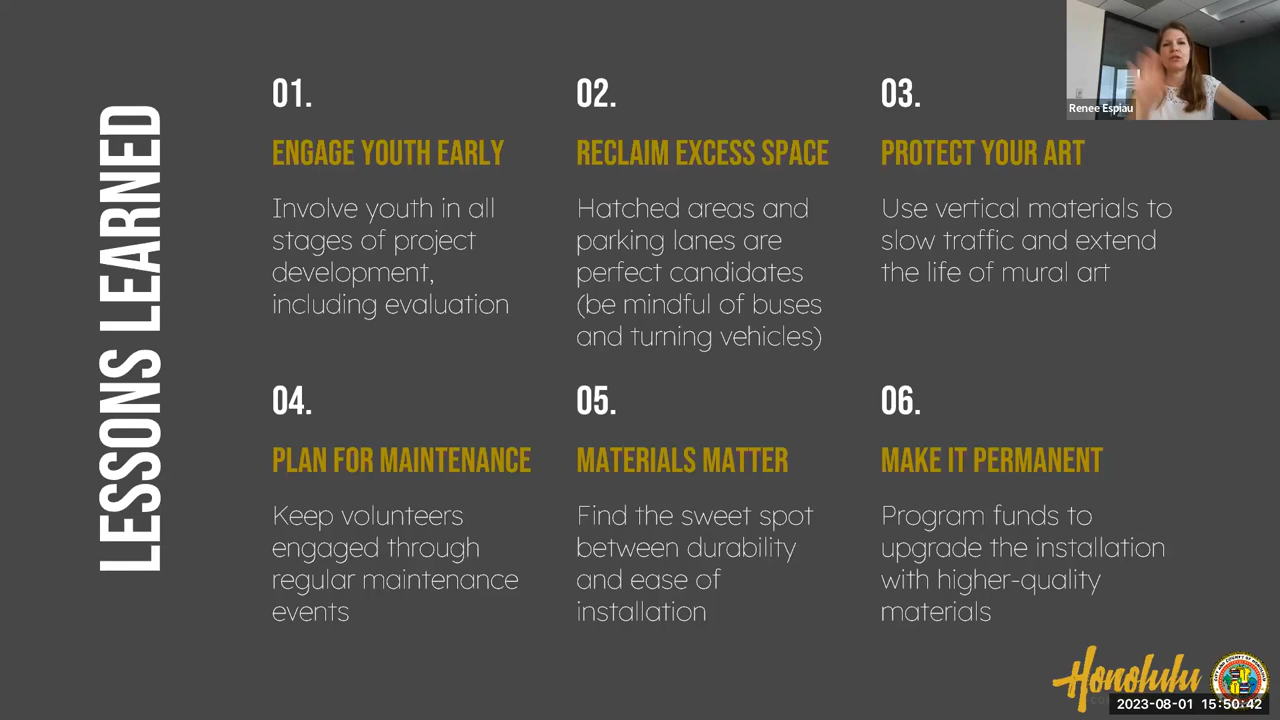 LESSONS LEARNED
01.
ENGAGE YOUTH EARLY
Involve youth in all
stages of project
development,
including evaluation
02.
RECLAIM EXCESS SPACE
Hatched areas and
parking lanes are
perfect candidates
(be mindful of buses
and turning vehicles)
03.
PROTECT YOUR ART
Use vertical materials to
slow traffic and extend
the life of mural art
04.
PLAN FOR MAINTENANCE
Keep volunteers
engaged through
regular maintenance
events
05.
MATERIALS MATTER
Find the sweet spot
between durability
and ease of
installation
06.
MAKE IT PERMANENT
Program funds to
upgrade the installation
with higher-quality
materials
Renee Espiau
Honolulu
2023-08-01 15:50:42